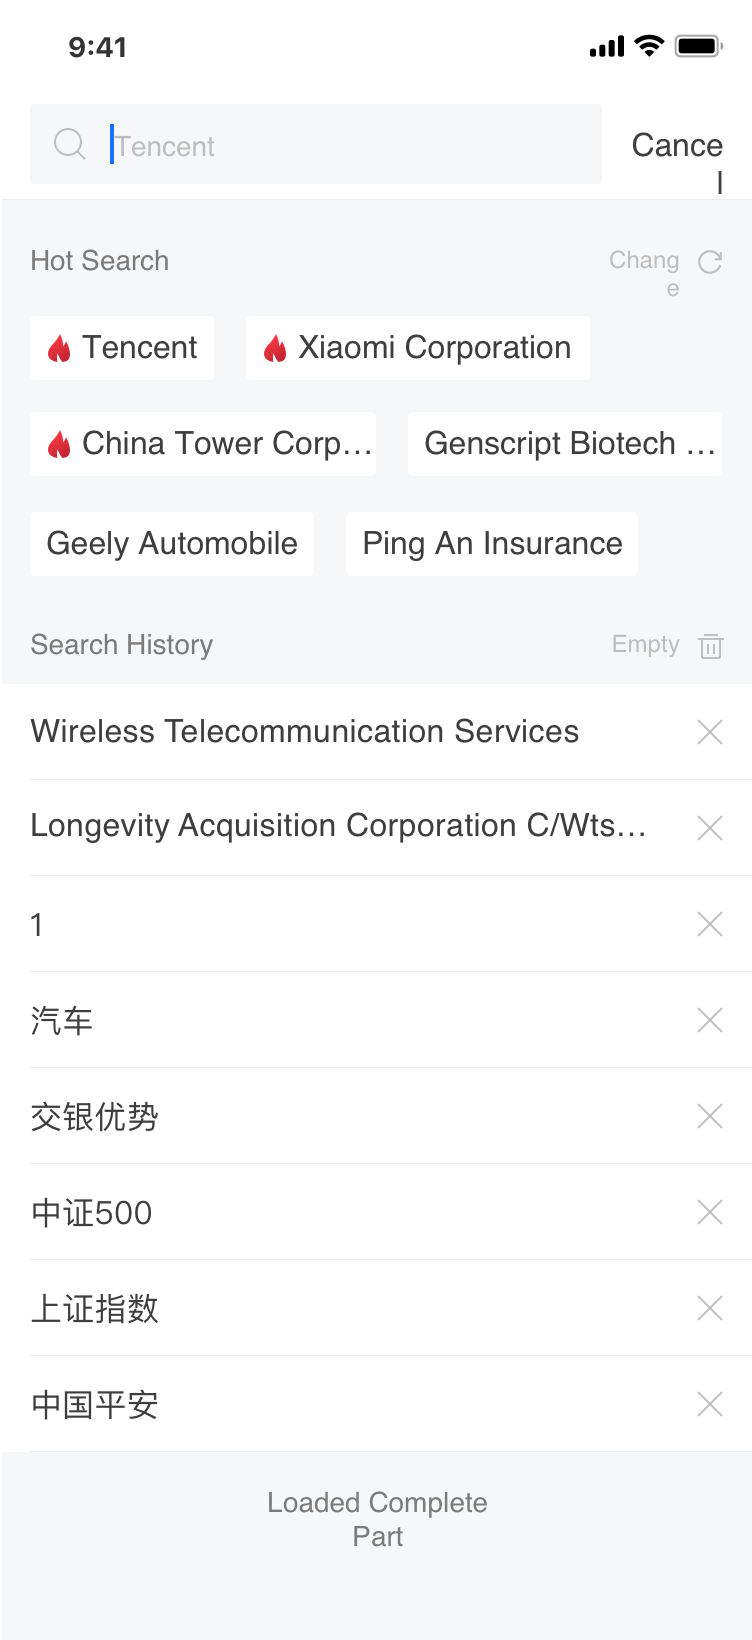 9:41
Tencent
Cance
l
Hot Search
Chang
e
Tencent
Xiaomi Corporation
China Tower Corp...
Genscript Biotech ...
Geely Automobile
Ping An Insurance
Search History
Empty
Wireless Telecommunication Services
Longevity Acquisition Corporation C/Wts...
1
汽车
交银优势
中证500
上证指数
中国平安
Loaded Complete
Part